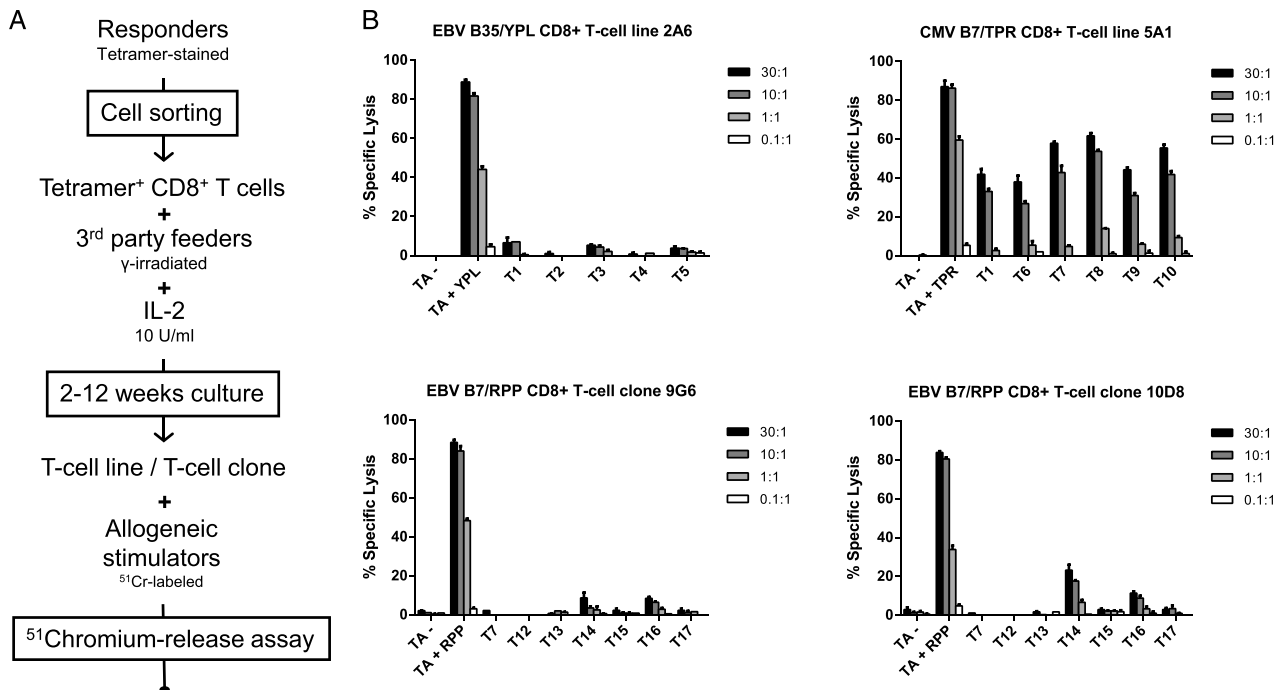 A
Responders
Tetramer-stained
Cell sorting
Tetramer⁺ CD8⁺ T cells
+
3ʳᵈ party feeders
γ-irradiated
+
IL-2
10 U/ml
2-12 weeks culture
T-cell line / T-cell clone
+
Allogeneic
stimulators
⁵¹Cr-labeled
⁵¹Chromium-release assay
B
EBV B35/YPL CD8+ T-cell line 2A6
% Specific Lysis
100
80
60
40
20
0
TA -
TA + YPL
T1
T2
T3
T4
T5
30:1
10:1
1:1
0.1:1
CMV B7/TPR CD8+ T-cell line 5A1
% Specific Lysis
100
80
60
40
20
0
TA -
TA + TPR
T1
T6
T7
T8
T9
T10
30:1
10:1
1:1
0.1:1
EBV B7/RPP CD8+ T-cell clone 9G6
% Specific Lysis
100
80
60
40
20
0
TA -
TA + RPP
T7
T12
T13
T14
T15
T16
T17
30:1
10:1
1:1
0.1:1
EBV B7/RPP CD8+ T-cell clone 10D8
% Specific Lysis
100
80
60
40
20
0
TA -
TA + RPP
T7
T12
T13
T14
T15
T16
T17
30:1
10:1
1:1
0.1:1